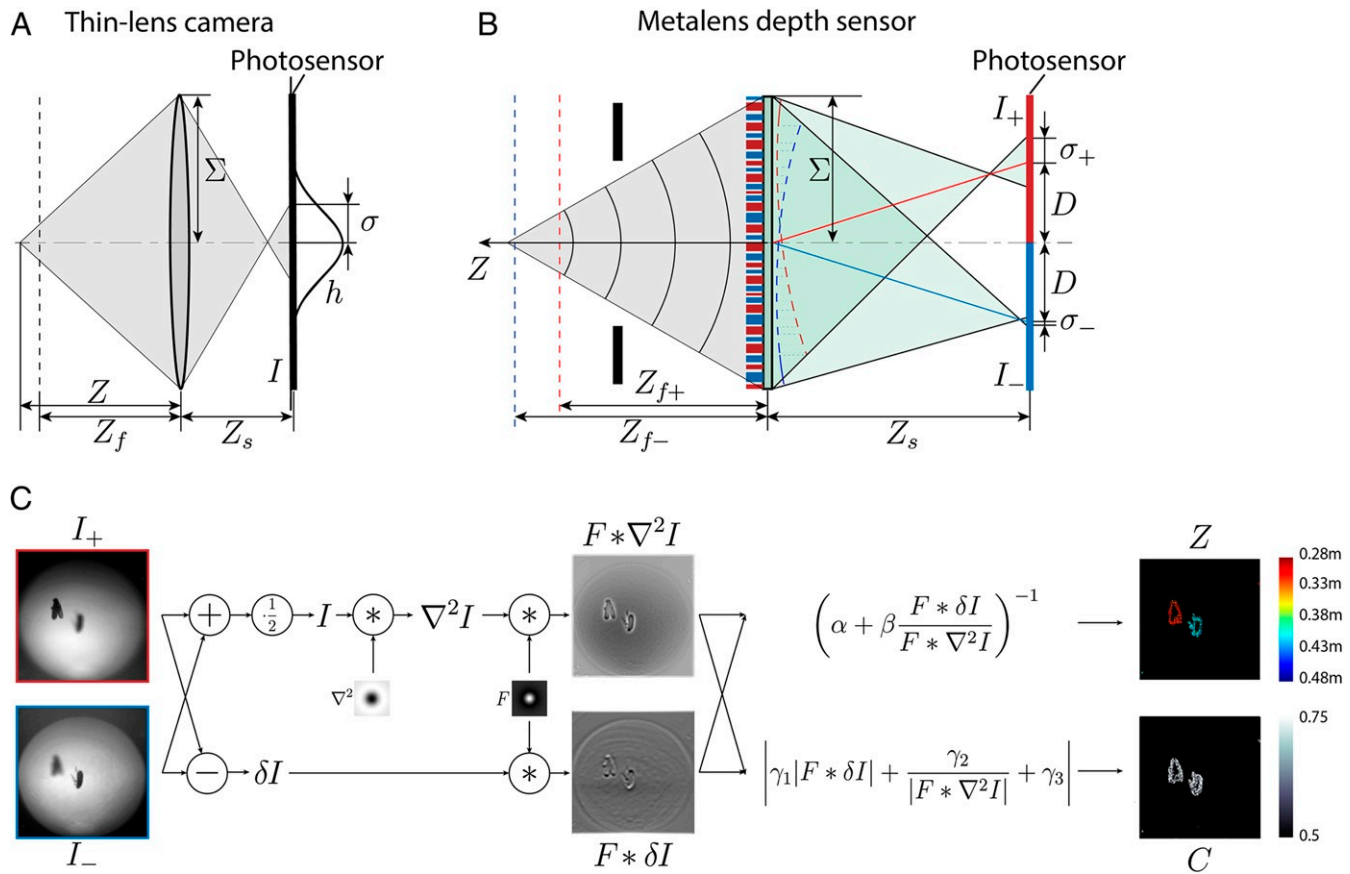 A Thin-lens camera
Photosensor
Σ
σ
h
I
Z
Z_f
Z_s
B Metalens depth sensor
Photosensor
I_+
Σ
σ_+
D
Z
D
σ_-
I_-
Z_{f+}
Z_{f-}
Z_s
C
I_+
F * ∇²I
Z
+ · 1/2 I * ∇²I *
(α + β (F * δI)/(F * ∇²I))^{-1}
0.28m
0.33m
0.38m
0.43m
0.48m
∇²
F
− δI *
|γ_1|F * δI| + γ_2/|F * ∇²I| + γ_3|
0.75
0.5
I_-
F * δI
C